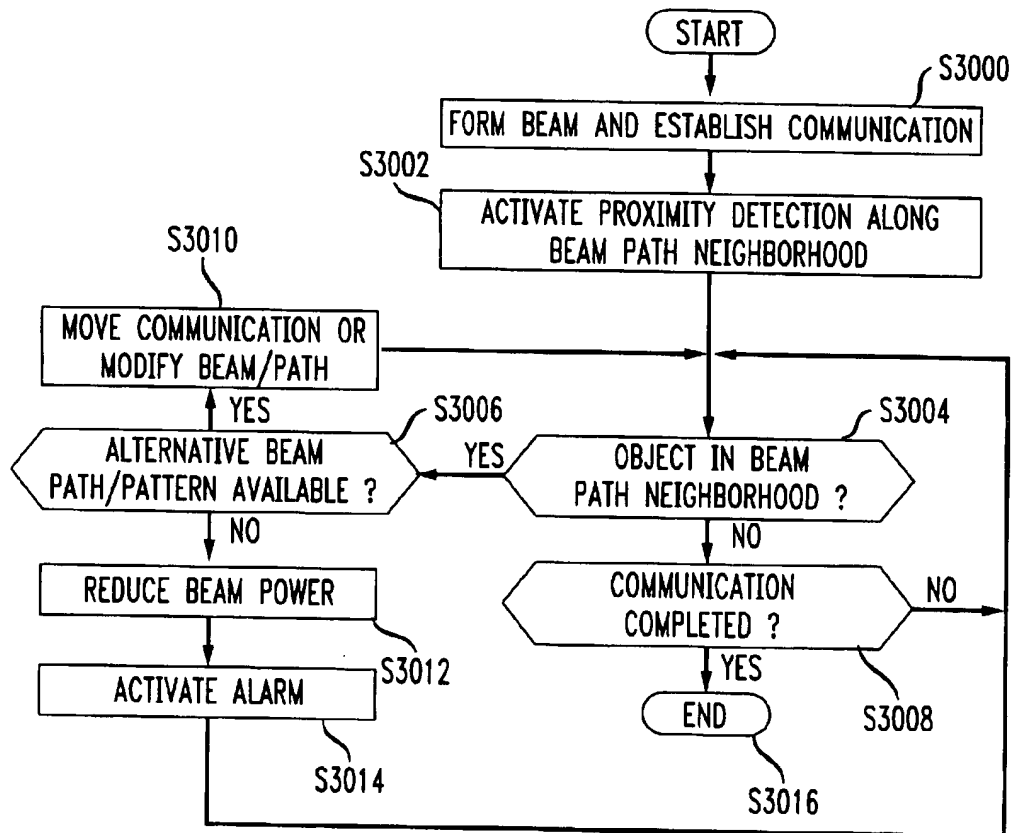 START
S3000
FORM BEAM AND ESTABLISH COMMUNICATION
S3002
ACTIVATE PROXIMITY DETECTION ALONG
BEAM PATH NEIGHBORHOOD
S3010
MOVE COMMUNICATION OR
MODIFY BEAM/PATH
YES
S3006
ALTERNATIVE BEAM
PATH/PATTERN AVAILABLE ?
YES
S3004
OBJECT IN BEAM
PATH NEIGHBORHOOD ?
NO
NO
REDUCE BEAM POWER
S3012
COMMUNICATION
COMPLETED ?
NO
S3008
YES
ACTIVATE ALARM
S3014
END
S3016